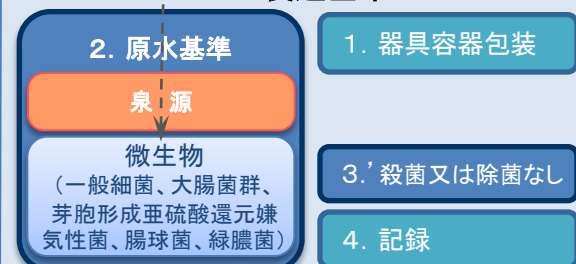 2. 原水基準
泉 源
微生物
(一般細菌、大腸菌群、
芽胞形成亜硫酸還元嫌
気性菌、腸球菌、緑膿菌)
1. 器具容器包装
3.’殺菌又は除菌なし
4. 記録